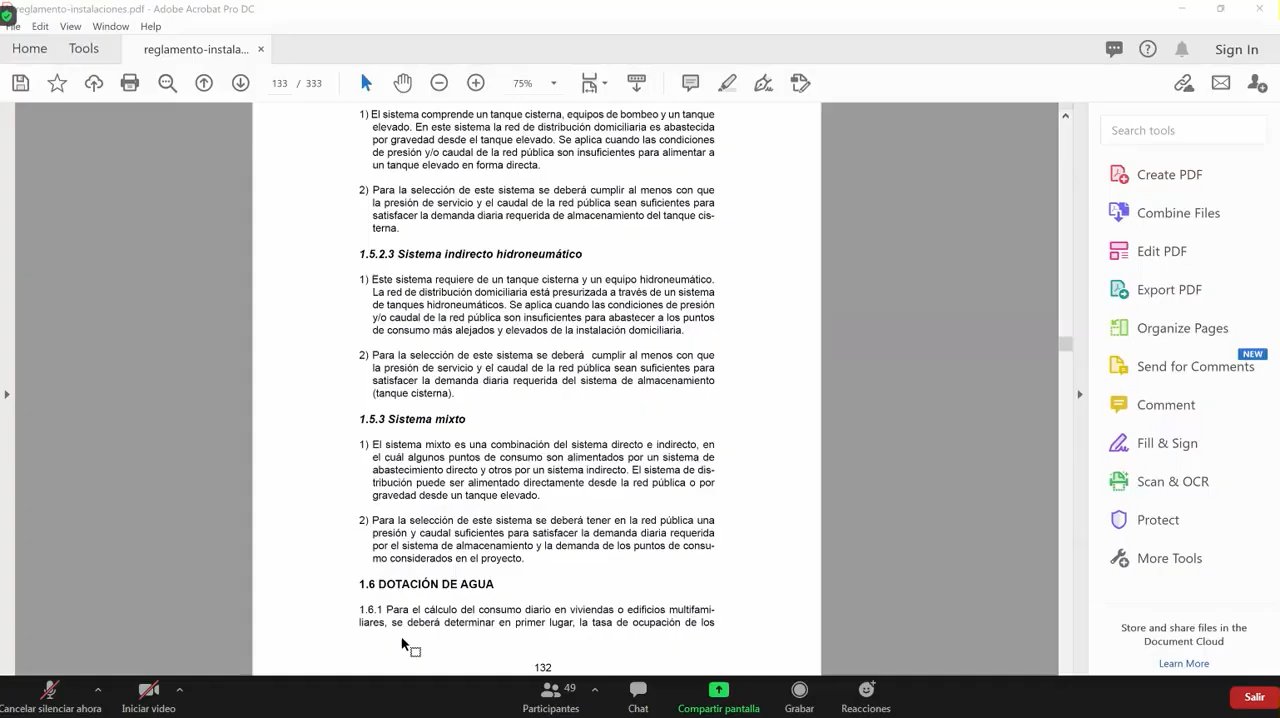 reglamento-instalaciones.pdf - Adobe Acrobat Pro DC
File Edit View Window Help
Home Tools reglamento-instala... ×
133 / 333 75% Sign In
1) El sistema comprende un tanque cisterna, equipos de bombeo y un tanque
elevado. En este sistema la red de distribución domiciliaria es abastecida
por gravedad desde el tanque elevado. Se aplica cuando las condiciones
de presión y/o caudal de la red pública son insuficientes para alimentar a
un tanque elevado en forma directa.
2) Para la selección de este sistema se deberá cumplir al menos con que
la presión de servicio y el caudal de la red pública sean suficientes para
satisfacer la demanda diaria requerida de almacenamiento del tanque cis-
terna.
1.5.2.3 Sistema indirecto hidroneumático
1) Este sistema requiere de un tanque cisterna y un equipo hidroneumático.
La red de distribución domiciliaria está presurizada a través de un sistema
de tanques hidroneumáticos. Se aplica cuando las condiciones de presión
y/o caudal de la red pública son insuficientes para abastecer a los puntos
de consumo más alejados y elevados de la instalación domiciliaria.
2) Para la selección de este sistema se deberá cumplir al menos con que
la presión de servicio y el caudal de la red pública sean suficientes para
satisfacer la demanda diaria requerida del sistema de almacenamiento
(tanque cisterna).
1.5.3 Sistema mixto
1) El sistema mixto es una combinación del sistema directo e indirecto, en
el cuál algunos puntos de consumo son alimentados por un sistema de
abastecimiento directo y otros por un sistema indirecto. El sistema de dis-
tribución puede ser alimentado directamente desde la red pública o por
gravedad desde un tanque elevado.
2) Para la selección de este sistema se deberá tener en la red pública una
presión y caudal suficientes para satisfacer la demanda diaria requerida
por el sistema de almacenamiento y la demanda de los puntos de consu-
mo considerados en el proyecto.
1.6 DOTACIÓN DE AGUA
1.6.1 Para el cálculo del consumo diario en viviendas o edificios multifami-
liares, se deberá determinar en primer lugar, la tasa de ocupación de los
132
Search tools
Create PDF
Combine Files
Edit PDF
Export PDF
Organize Pages
NEW
Send for Comments
Comment
Fill & Sign
Scan & OCR
Protect
More Tools
Store and share files in the
Document Cloud
Learn More
Cancelar silenciar ahora
Iniciar video
49
Participantes
Chat
Compartir pantalla
Grabar
Reacciones
Salir